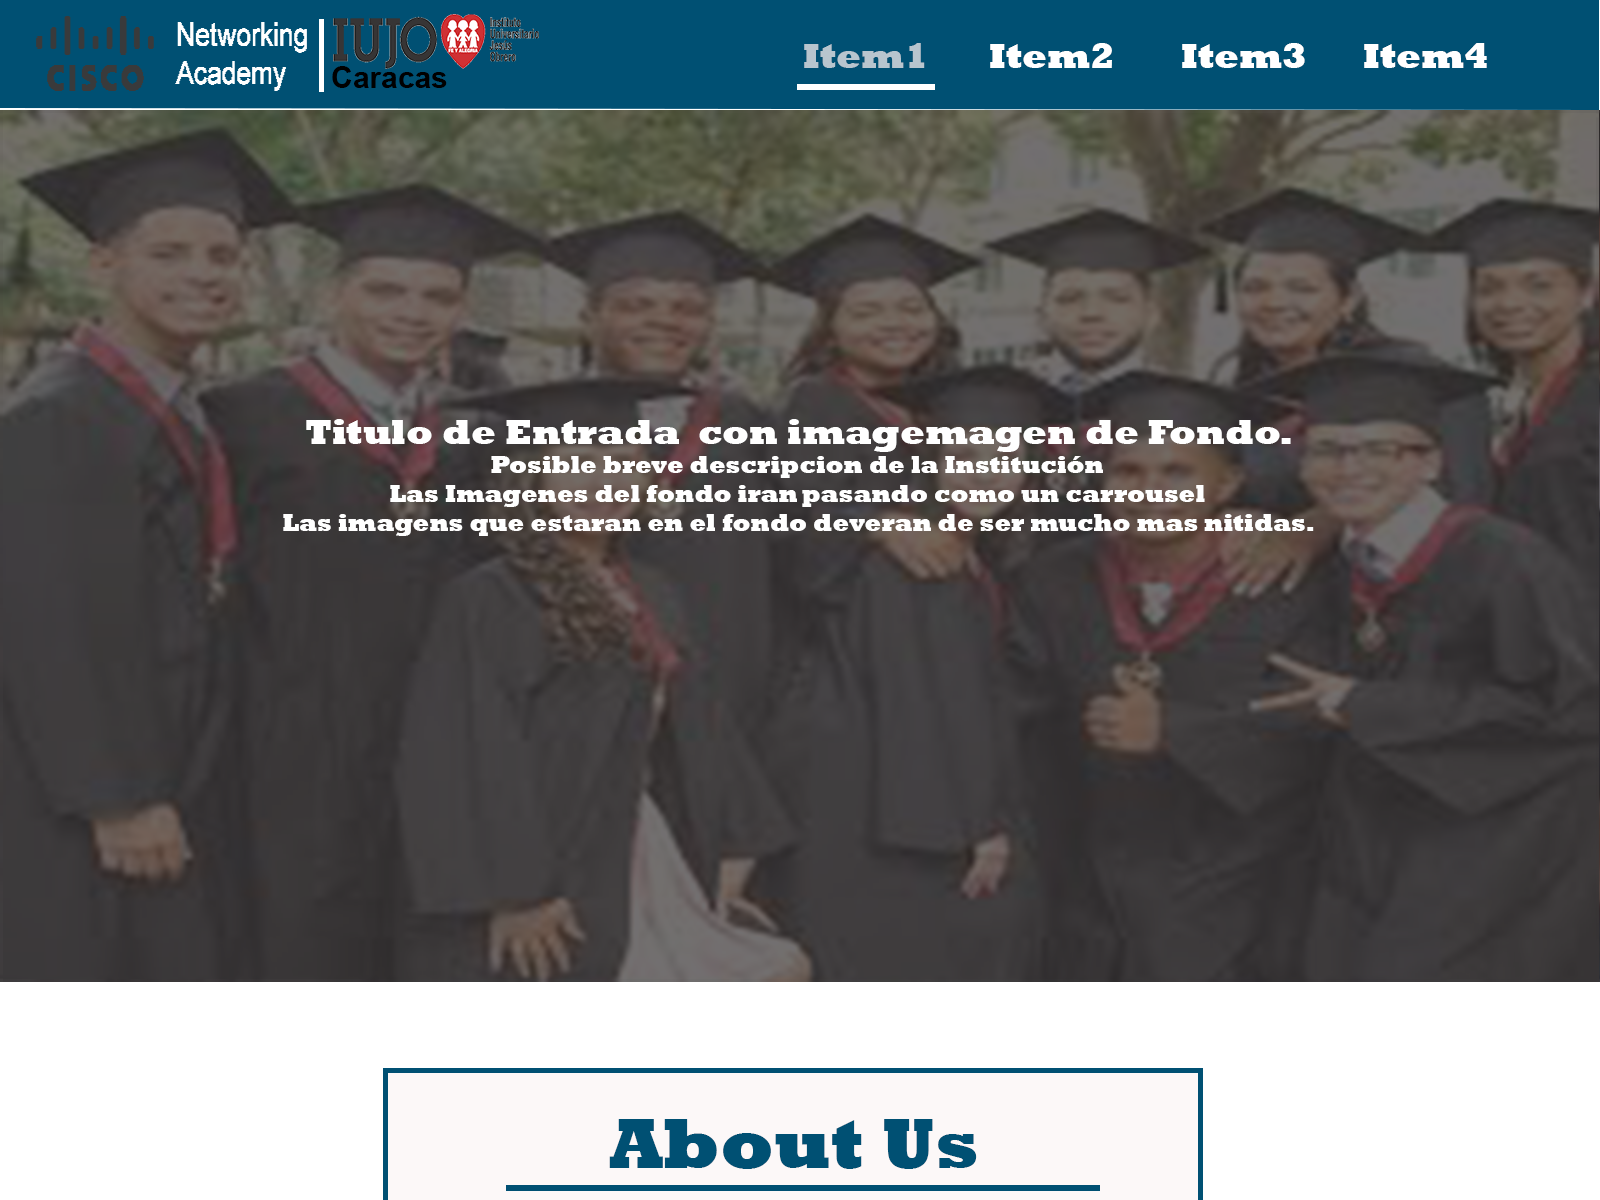 CISCO
Networking
Academy
IUJO
FE Y ALEGRIA
Instituto
Universitario
Jesús
Obrero
Caracas
Item1 Item2 Item3 Item4
Titulo de Entrada con imagemagen de Fondo.
Posible breve descripcion de la Institución
Las Imagenes del fondo iran pasando como un carrousel
Las imagens que estaran en el fondo deveran de ser mucho mas nitidas.
About Us